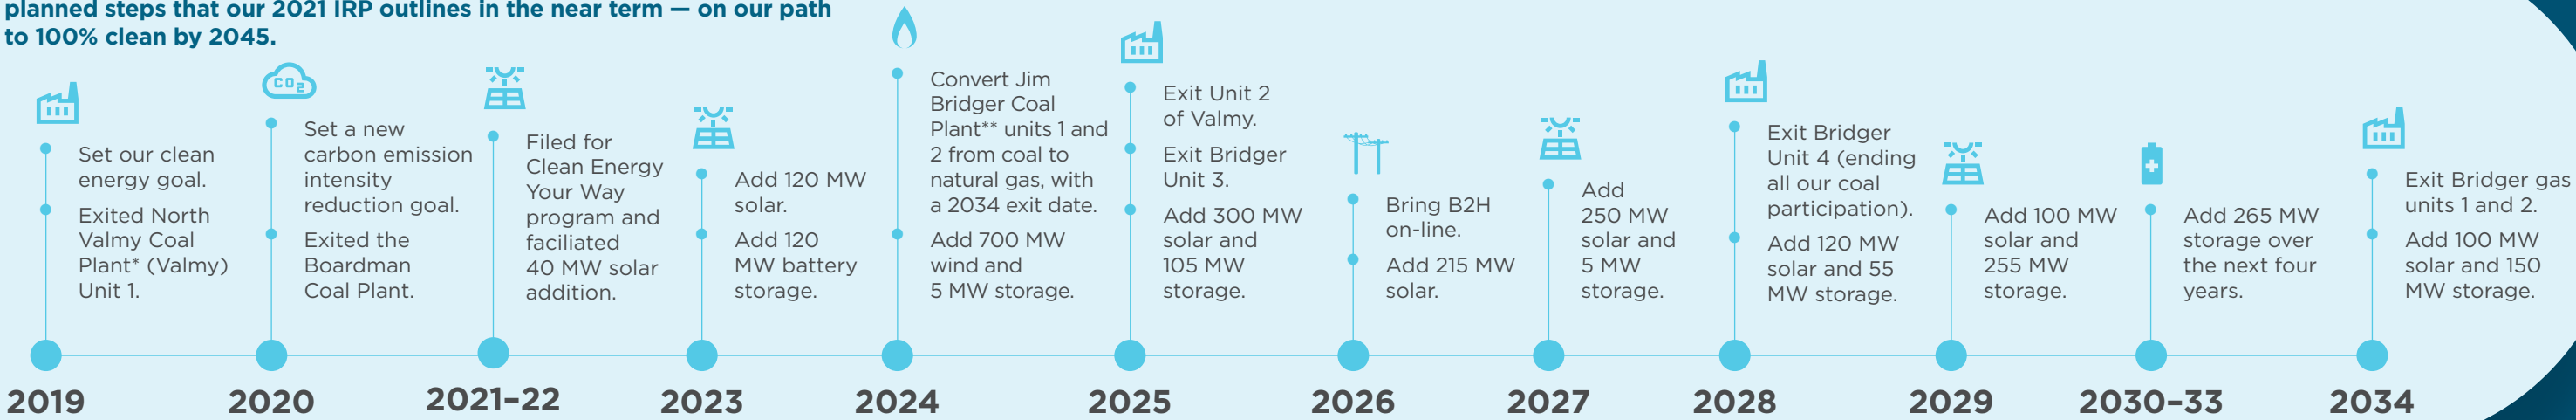 planned steps that our 2021 IRP outlines in the near term — on our path
to 100% clean by 2045.
Set our clean
energy goal.
Exited North
Valmy Coal
Plant* (Valmy)
Unit 1.
2019
CO2
Set a new
carbon emission
intensity
reduction goal.
Exited the
Boardman
Coal Plant.
2020
Filed for
Clean Energy
Your Way
program and
faciliated
40 MW solar
addition.
2021–22
Add 120 MW
solar.
Add 120
MW battery
storage.
2023
Convert Jim
Bridger Coal
Plant** units 1 and
2 from coal to
natural gas, with
a 2034 exit date.
Add 700 MW
wind and
5 MW storage.
2024
Exit Unit 2
of Valmy.
Exit Bridger
Unit 3.
Add 300 MW
solar and
105 MW
storage.
2025
Bring B2H
on-line.
Add 215 MW
solar.
2026
Add
250 MW
solar and
5 MW
storage.
2027
Exit Bridger
Unit 4 (ending
all our coal
participation).
Add 120 MW
solar and 55
MW storage.
2028
Add 100 MW
solar and
255 MW
storage.
2029
Add 265 MW
storage over
the next four
years.
2030–33
Exit Bridger gas
units 1 and 2.
Add 100 MW
solar and 150
MW storage.
2034